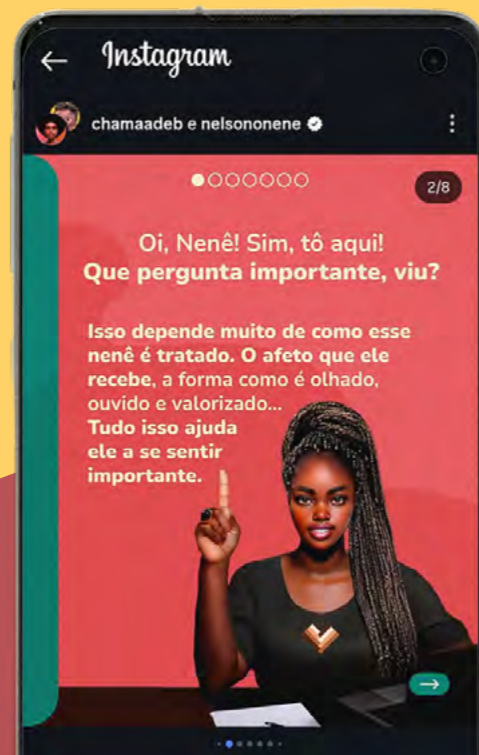 Instagram
chamaadeb e nelsononene
2/8
Oi, Nenê! Sim, tô aqui!
Que pergunta importante, viu?
Isso depende muito de como esse
nenê é tratado. O afeto que ele
recebe, a forma como é olhado,
ouvido e valorizado...
Tudo isso ajuda
ele a se sentir
importante.